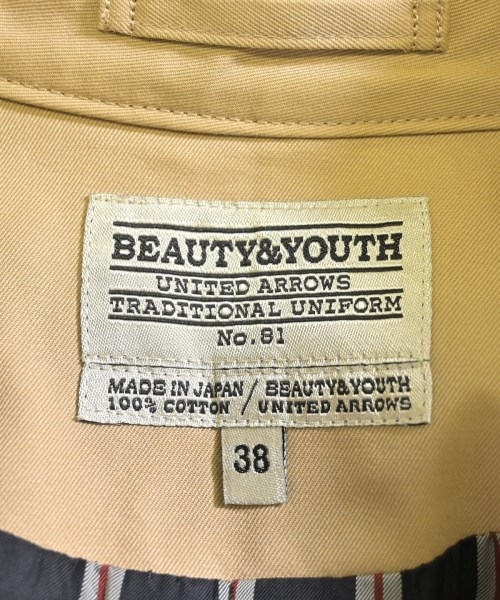 BEAUTY&YOUTH
UNITED ARROWS
TRADITIONAL UNIFORM
No.81
MADE IN JAPAN / BEAUTY&YOUTH
100% COTTON / UNITED ARROWS
38